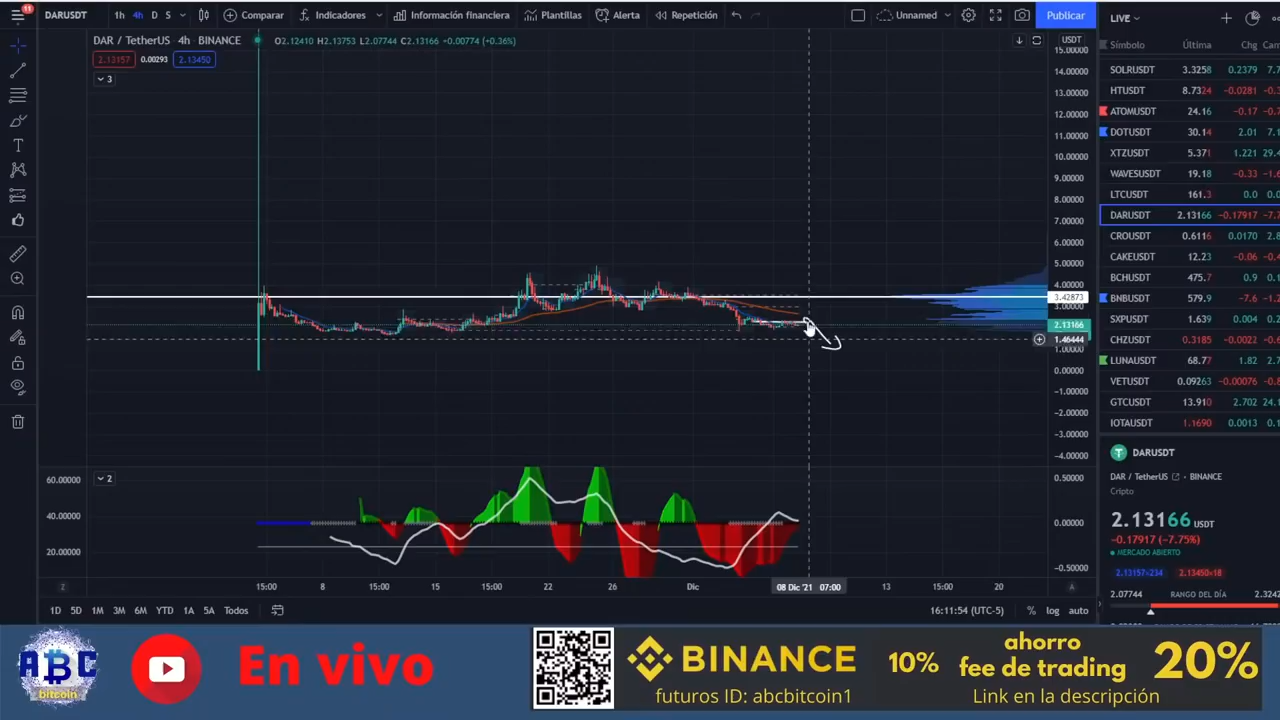 11
DARUSDT
1h 4h D S
Comparar
Indicadores
Información financiera
Plantillas
Alerta
Repetición
Unnamed
Publicar
LIVE
DAR / TetherUS 4h BINANCE
O2.12410 H2.13753 L2.07744 C2.13166 −0.00774 (+0.36%)
2.13157 0.00293 2.13450
3
USDT
15.00000
14.00000
13.00000
12.00000
11.00000
10.00000
9.00000
8.00000
7.00000
6.00000
5.00000
4.00000
3.42873
3.00000
2.13166
1.46444
1.00000
0.00000
−1.00000
−2.00000
−3.00000
−4.00000
Símbolo Última Chg
SOLRUSDT 3.3258 0.2379
HTUSDT 8.7324 -0.0281
ATOMUSDT 24.16 -0.17
DOTUSDT 30.14 2.01
XTZUSDT 5.371 1.221
WAVESUSDT 19.18 -0.33
LTCUSDT 161.3 0.0
DARUSDT 2.13166 -0.17917
CROUSDT 0.6116 0.0170
CAKEUSDT 12.23 -0.06
BCHUSDT 475.7 0.9
BNBUSDT 579.9 -7.6
SXPUSDT 1.639 0.004
CHZUSDT 0.3185 -0.0022
LUNAUSDT 68.77 1.82
VETUSDT 0.09263 -0.00076
GTCUSDT 13.910 2.702
IOTAUSDT 1.1690 0.0013
DARUSDT
DAR / TetherUS BINANCE
Cripto
2.13166 USDT
−0.17917 (−7.75%)
MERCADO ABIERTO
2.13157×234 2.13450×18
2.07744 RANGO DEL DÍA
2
60.00000
40.00000
20.00000
0.50000
0.00000
−0.50000
Z
15:00 8 15:00 15 15:00 22 26 Dic 08 Dic '21 07:00 13 15:00 20
A
1D 5D 1M 3M 6M YTD 1A 5A Todos
16:11:54 (UTC-5)
% log auto
ABC
bitcoin
En vivo
BINANCE
futuros ID: abcbitcoin1
10%
ahorro
fee de trading
20%
Link en la descripción